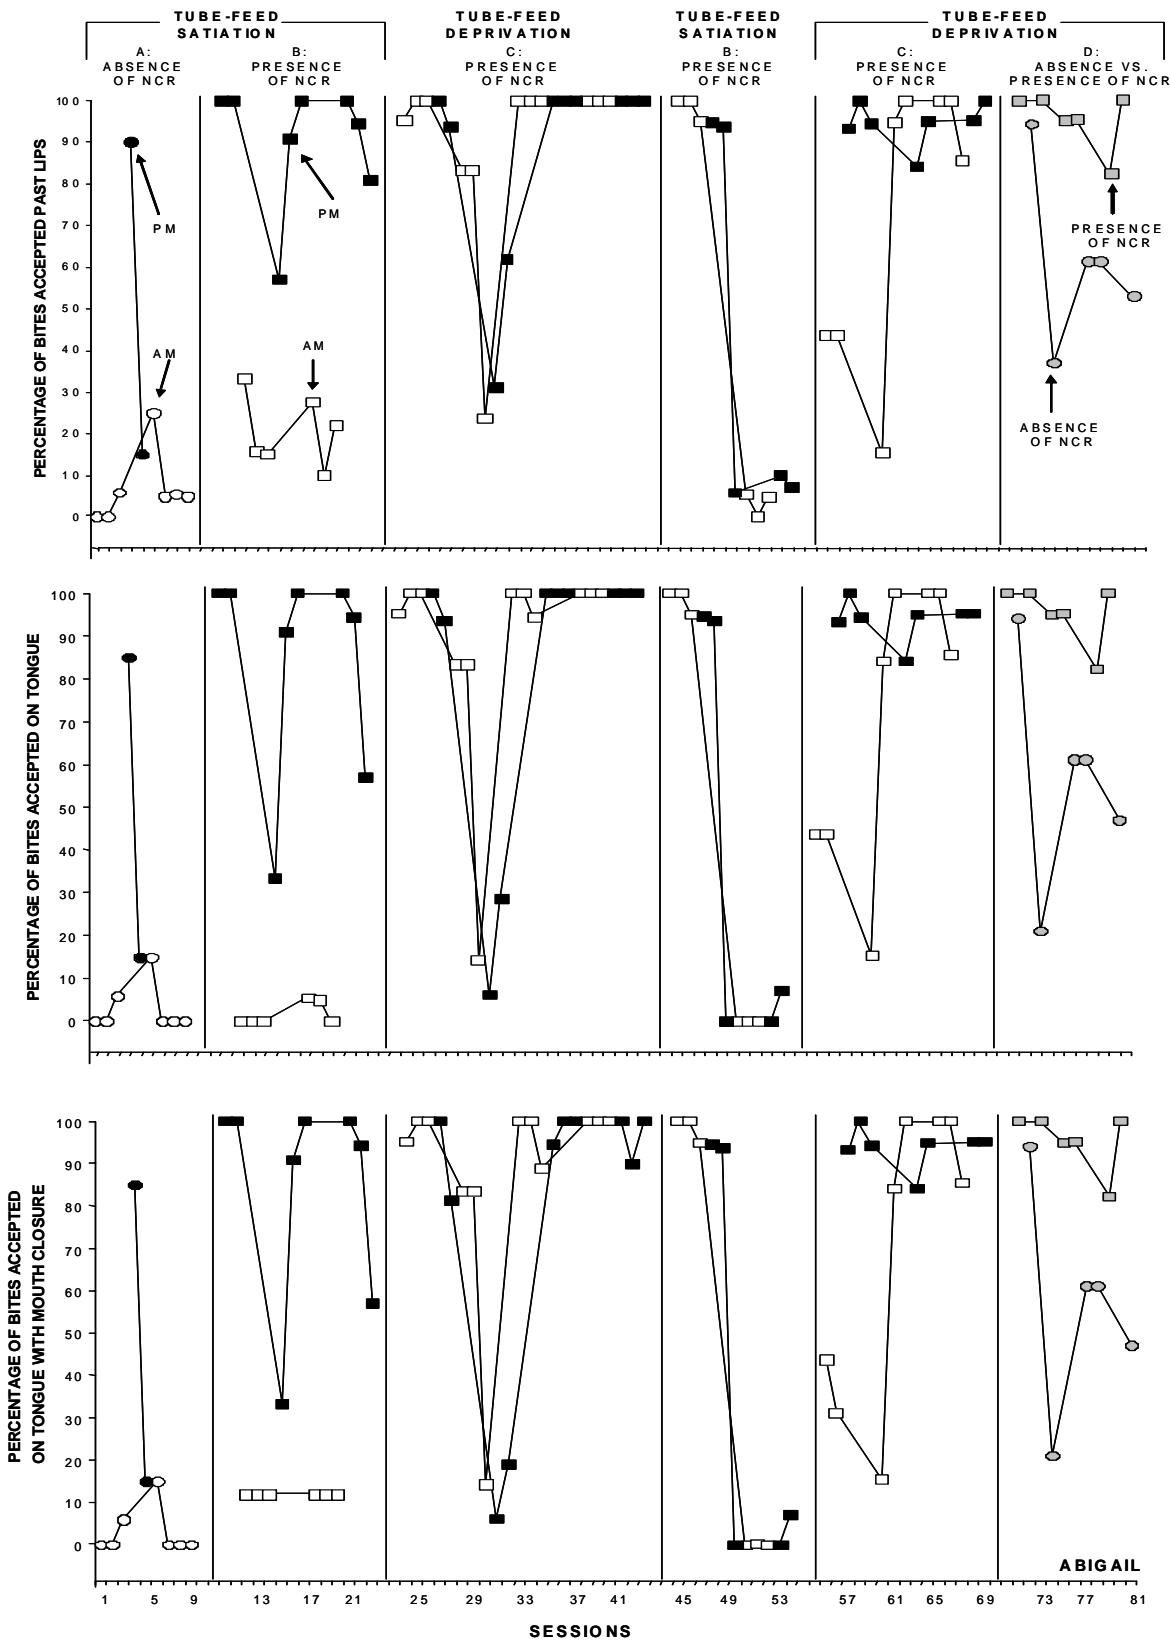 TUBE-FEED
SATIATION
TUBE-FEED
DEPRIVATION
TUBE-FEED
SATIATION
TUBE-FEED
DEPRIVATION
A:
ABSENCE
OF NCR
B:
PRESENCE
OF NCR
C:
PRESENCE
OF NCR
B:
PRESENCE
OF NCR
C:
PRESENCE
OF NCR
D:
ABSENCE VS.
PRESENCE OF NCR
PERCENTAGE OF BITES ACCEPTED PAST LIPS
100
90
80
70
60
50
40
30
20
10
0
PM
AM
PM
AM
PRESENCE
OF NCR
ABSENCE
OF NCR
PERCENTAGE OF BITES ACCEPTED ON TONGUE
100
90
80
70
60
50
40
30
20
10
0
PERCENTAGE OF BITES ACCEPTED
ON TONGUE WITH MOUTH CLOSURE
100
90
80
70
60
50
40
30
20
10
0
ABIGAIL
1 5 9 13 17 21 25 29 33 37 41 45 49 53 57 61 65 69 73 77 81
SESSIONS